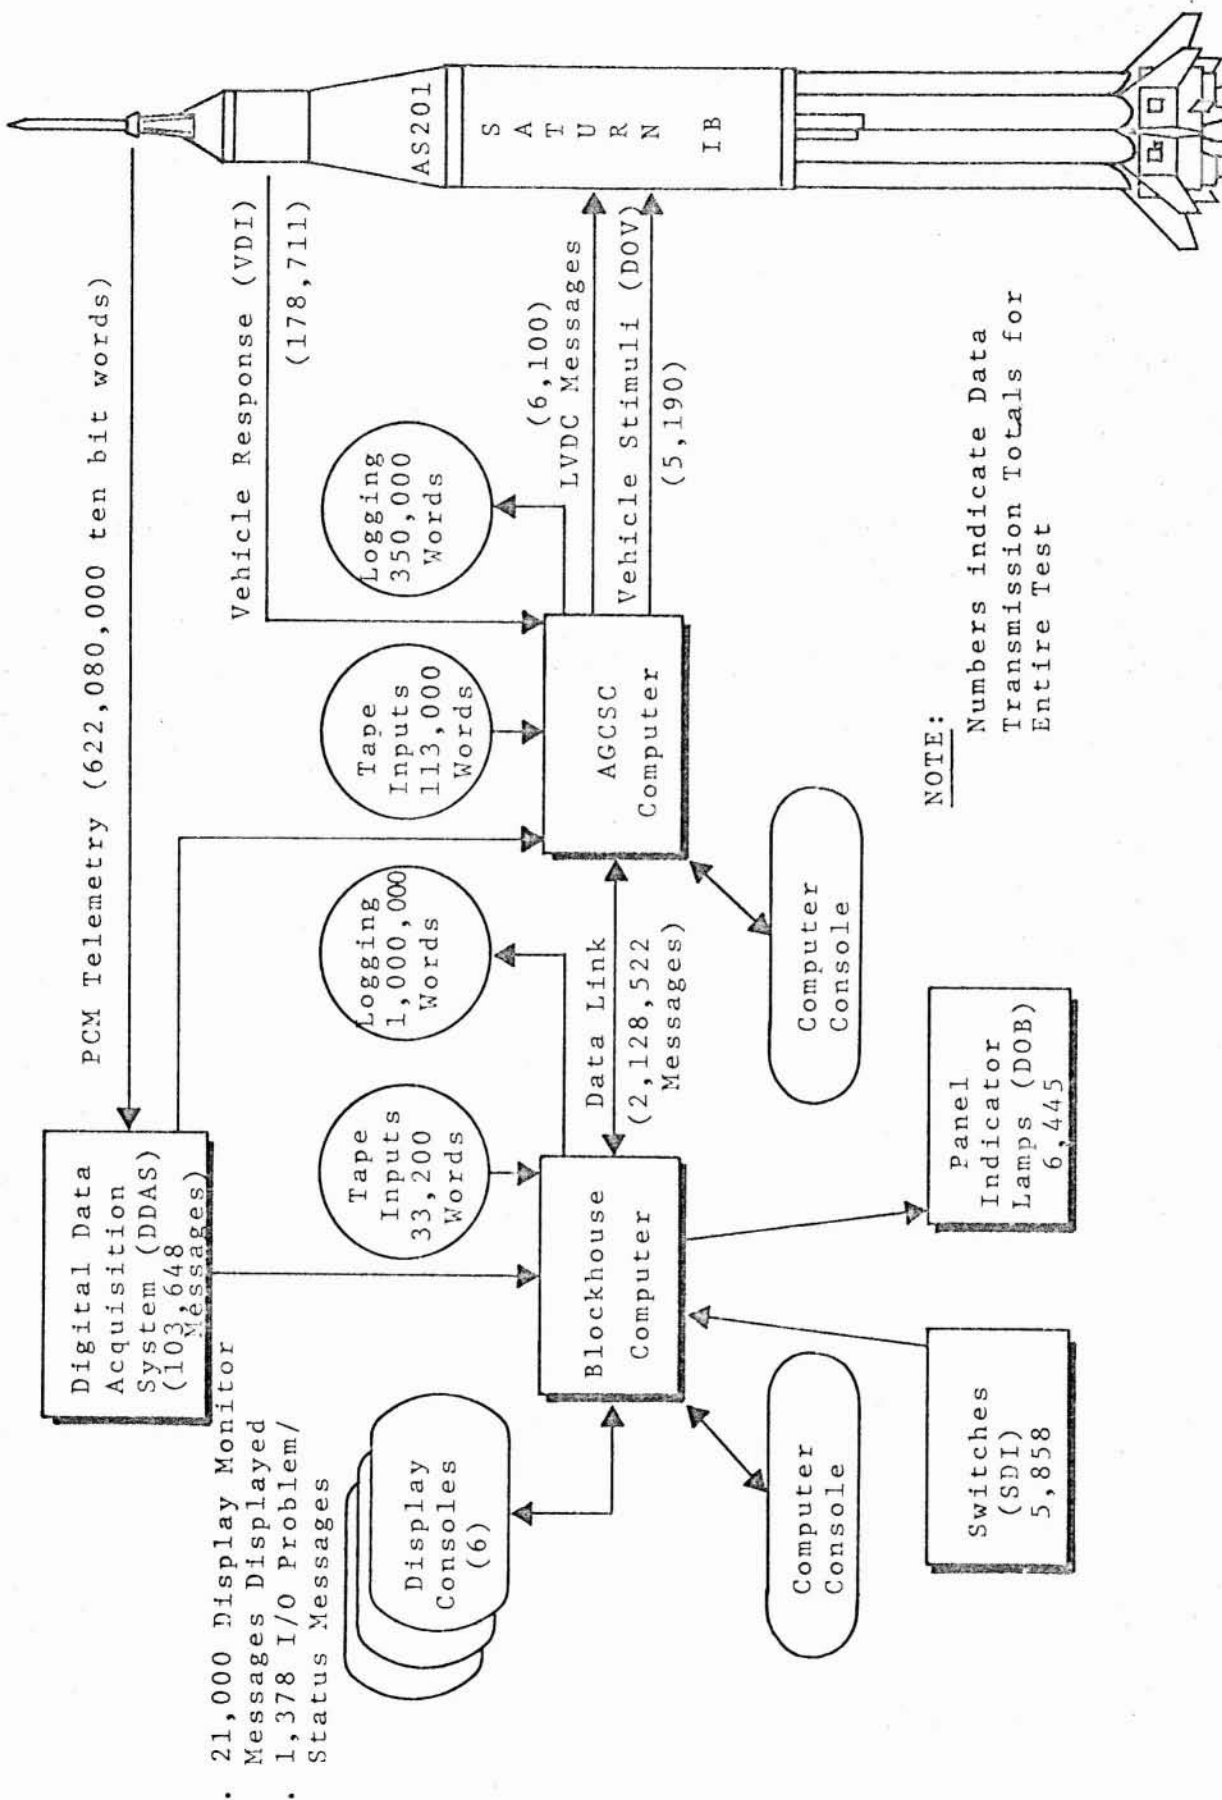 PCM Telemetry (622,080,000 ten bit words)
Digital Data
Acquisition
System (DDAS)
(103,648
Messages)
. 21,000 Display Monitor
Messages Displayed
. 1,378 I/O Problem/
Status Messages
Vehicle Response (VDI)
(178,711)
Display
Consoles
(6)
Tape
Inputs
33,200
Words
Logging
1,000,000
Words
Tape
Inputs
113,000
Words
Logging
350,000
Words
(6,100)
LVDC Messages
Vehicle Stimuli (DOV)
(5,190)
AS201
SATURN
IB
Blockhouse
Computer
Data Link
(2,128,522
Messages)
AGCSC
Computer
Computer
Console
Computer
Console
Switches
(SDI)
5,858
Panel
Indicator
Lamps (DOB)
6,445
NOTE:
Numbers indicate Data
Transmission Totals for
Entire Test